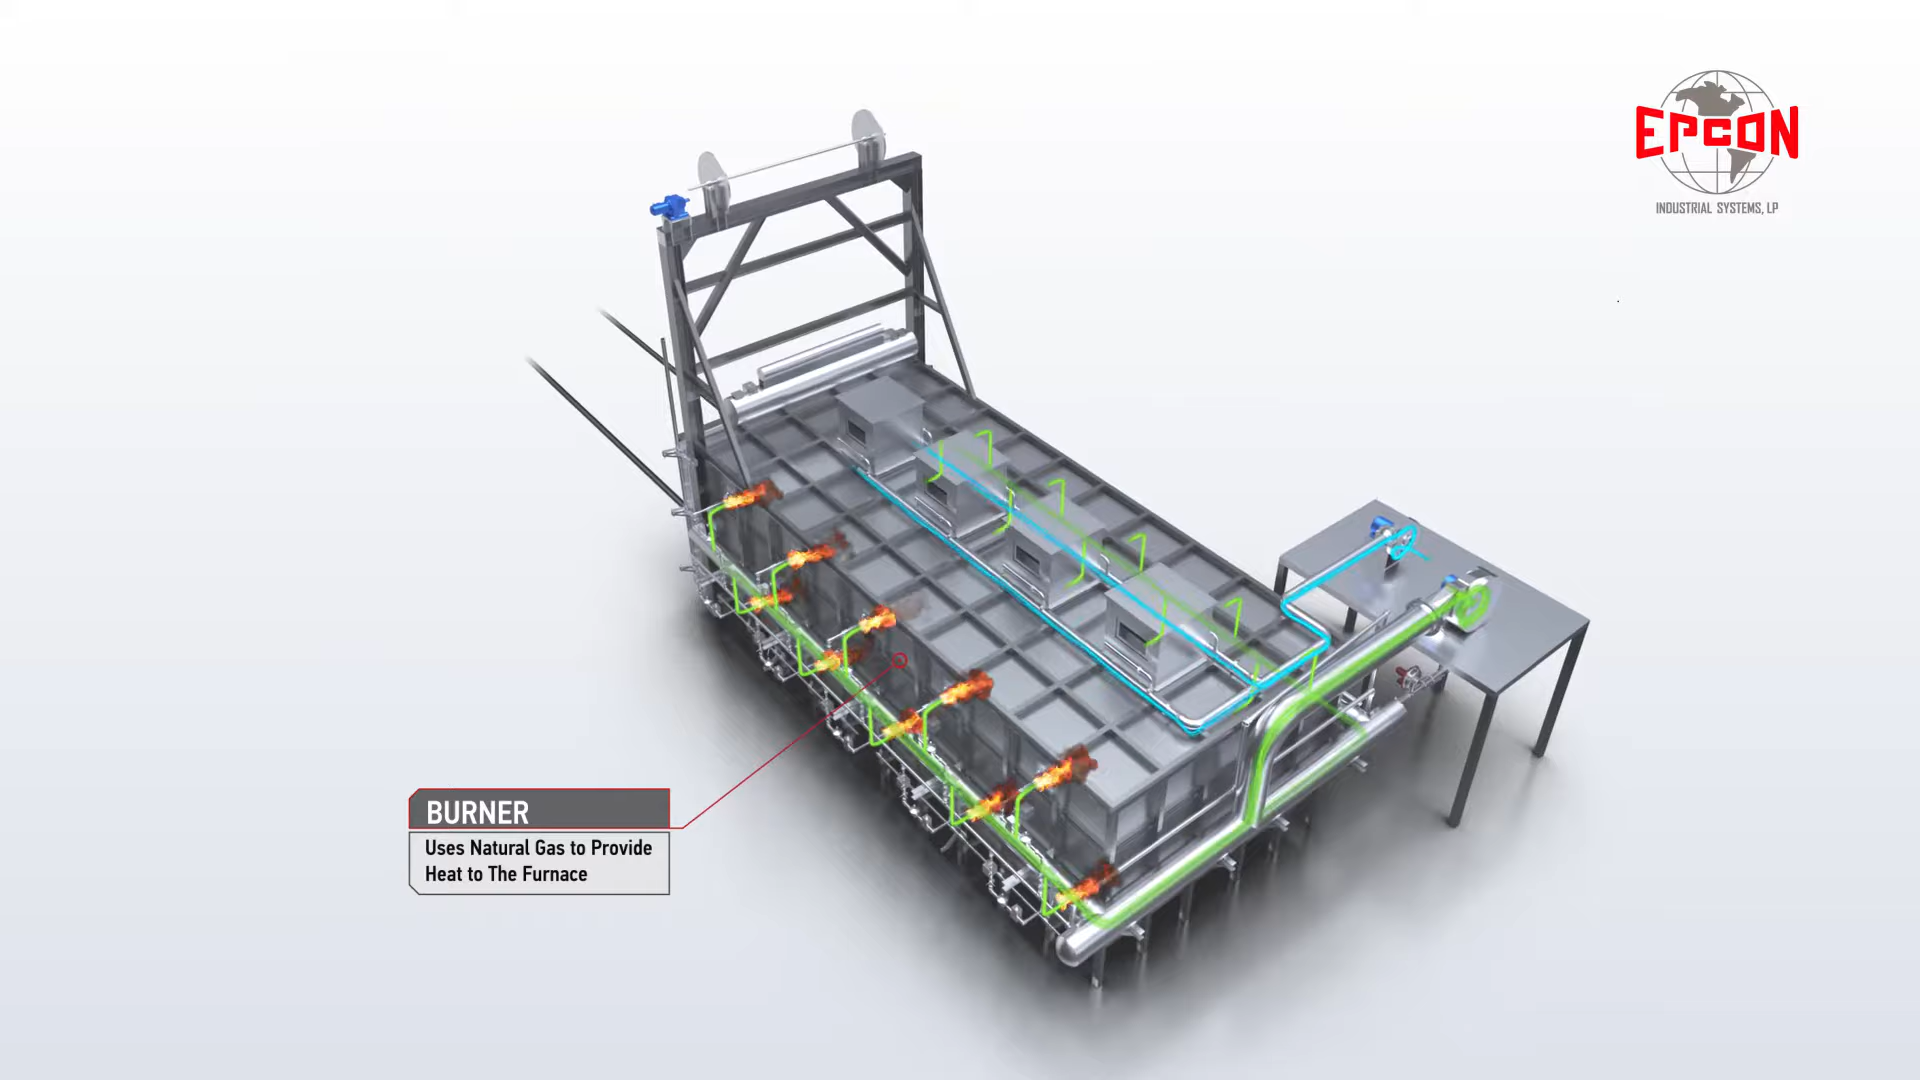 EPCON
INDUSTRIAL SYSTEMS, LP
BURNER
Uses Natural Gas to Provide
Heat to The Furnace